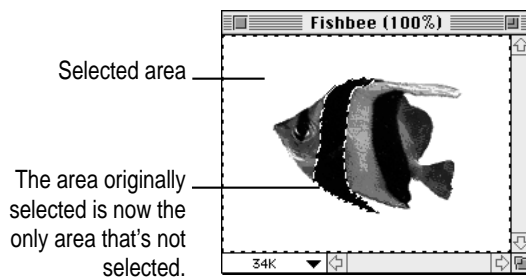 Fishbee (100%)
Selected area
The area originally
selected is now the
only area that's not
selected.
34K